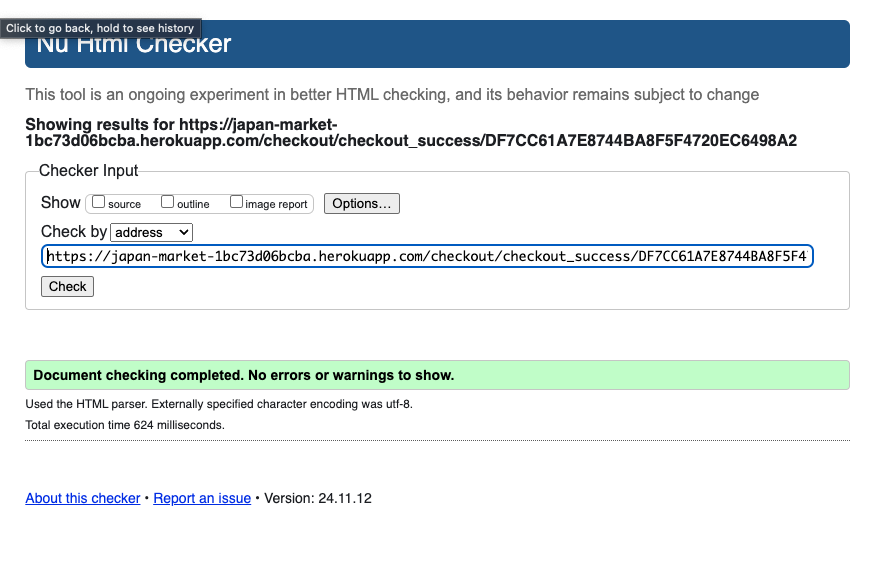 Click to go back, hold to see history
Nu Html Checker
This tool is an ongoing experiment in better HTML checking, and its behavior remains subject to change
Showing results for https://japan-market-
1bc73d06bcba.herokuapp.com/checkout/checkout_success/DF7CC61A7E8744BA8F5F4720EC6498A2
Checker Input
Show source outline image report Options...
Check by address
https://japan-market-1bc73d06bcba.herokuapp.com/checkout/checkout_success/DF7CC61A7E8744BA8F5F4
Check
Document checking completed. No errors or warnings to show.
Used the HTML parser. Externally specified character encoding was utf-8.
Total execution time 624 milliseconds.
About this checker • Report an issue • Version: 24.11.12